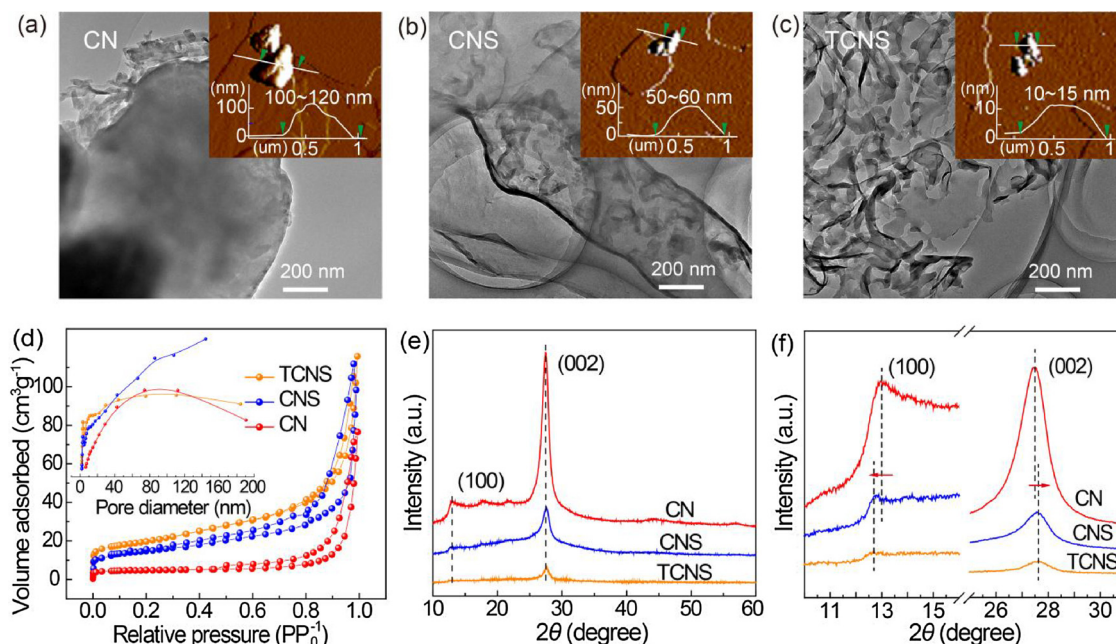 (a) CN
(nm)
100
100~120 nm
0
(um) 0.5 1
200 nm
(b) CNS
(nm)
50
50~60 nm
0
(um) 0.5 1
200 nm
(c) TCNS
(nm)
10
10~15 nm
0
(um) 0.5 1
200 nm
(d)
Volume adsorbed (cm³g⁻¹)
100
80
60
40
20
0
TCNS
CNS
CN
0 40 80 120 160 200
Pore diameter (nm)
0.0 0.2 0.4 0.6 0.8 1.0
Relative pressure (PP₀⁻¹)
(e)
Intensity (a.u.)
(002)
(100)
CN
CNS
TCNS
10 20 30 40 50 60
2θ (degree)
(f)
Intensity (a.u.)
(100)
(002)
CN
CNS
TCNS
10 11 13 15 26 28 30
2θ (degree)